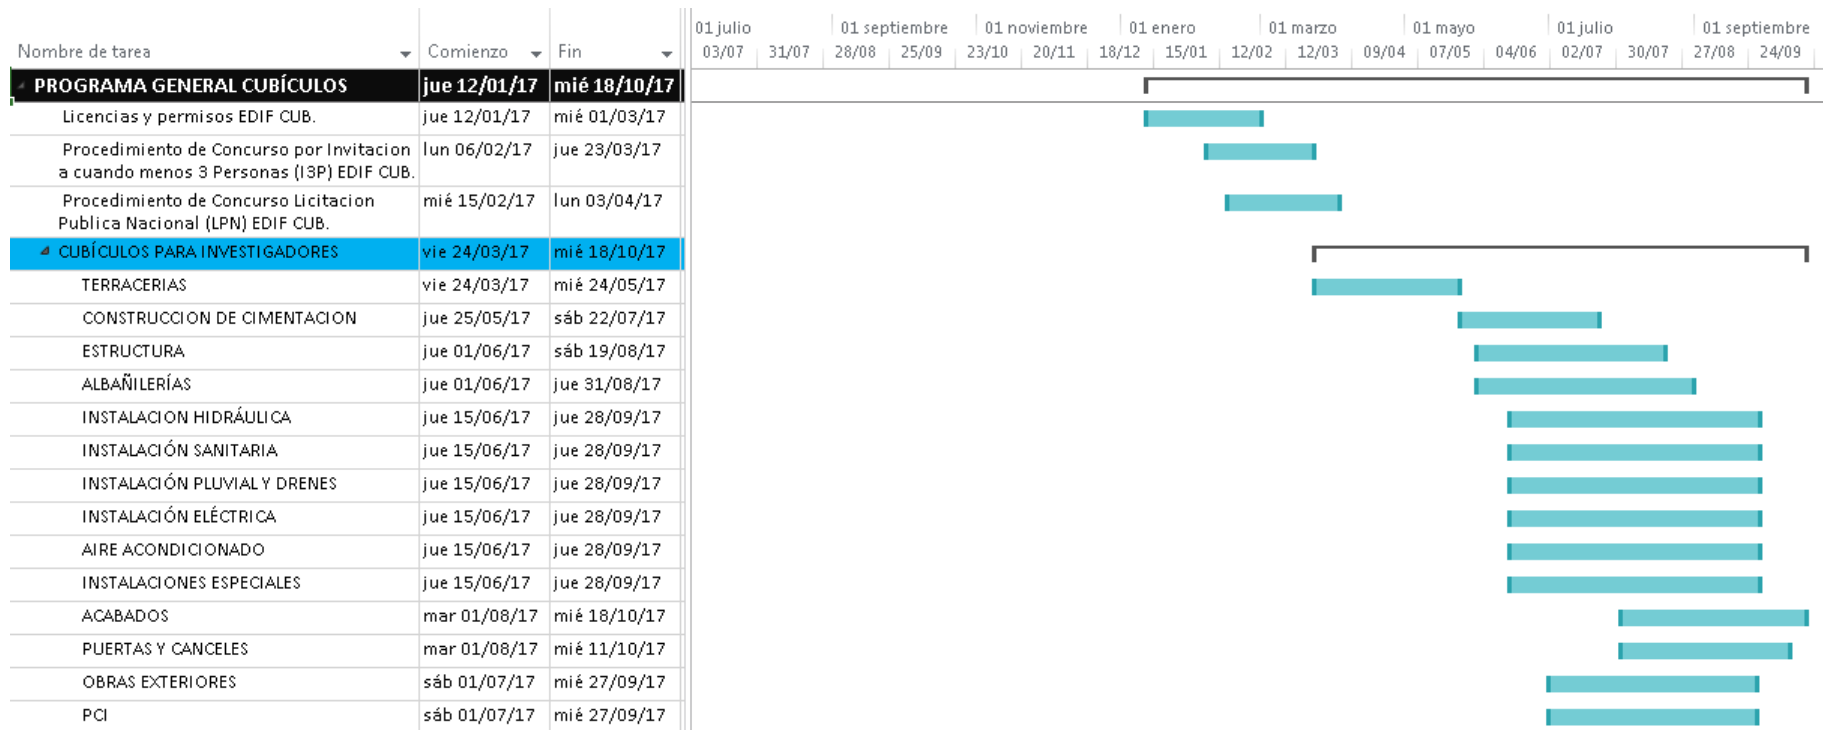 01 julio 01 septiembre 01 noviembre 01 enero 01 marzo 01 mayo 01 julio 01 septiembre
Nombre de tarea Comienzo Fin 03/07 31/07 28/08 25/09 23/10 20/11 18/12 15/01 12/02 12/03 09/04 07/05 04/06 02/07 30/07 27/08 24/09
PROGRAMA GENERAL CUBÍCULOS jue 12/01/17 mié 18/10/17
Licencias y permisos EDIF CUB. jue 12/01/17 mié 01/03/17
Procedimiento de Concurso por Invitacion lun 06/02/17 jue 23/03/17
a cuando menos 3 Personas (I3P) EDIF CUB.
Procedimiento de Concurso Licitacion mié 15/02/17 lun 03/04/17
Publica Nacional (LPN) EDIF CUB.
CUBÍCULOS PARA INVESTIGADORES vie 24/03/17 mié 18/10/17
TERRACERIAS vie 24/03/17 mié 24/05/17
CONSTRUCCION DE CIMENTACION jue 25/05/17 sáb 22/07/17
ESTRUCTURA jue 01/06/17 sáb 19/08/17
ALBAÑILERÍAS jue 01/06/17 jue 31/08/17
INSTALACION HIDRÁULICA jue 15/06/17 jue 28/09/17
INSTALACIÓN SANITARIA jue 15/06/17 jue 28/09/17
INSTALACIÓN PLUVIAL Y DRENES jue 15/06/17 jue 28/09/17
INSTALACIÓN ELÉCTRICA jue 15/06/17 jue 28/09/17
AIRE ACONDICIONADO jue 15/06/17 jue 28/09/17
INSTALACIONES ESPECIALES jue 15/06/17 jue 28/09/17
ACABADOS mar 01/08/17 mié 18/10/17
PUERTAS Y CANCELES mar 01/08/17 mié 11/10/17
OBRAS EXTERIORES sáb 01/07/17 mié 27/09/17
PCI sáb 01/07/17 mié 27/09/17